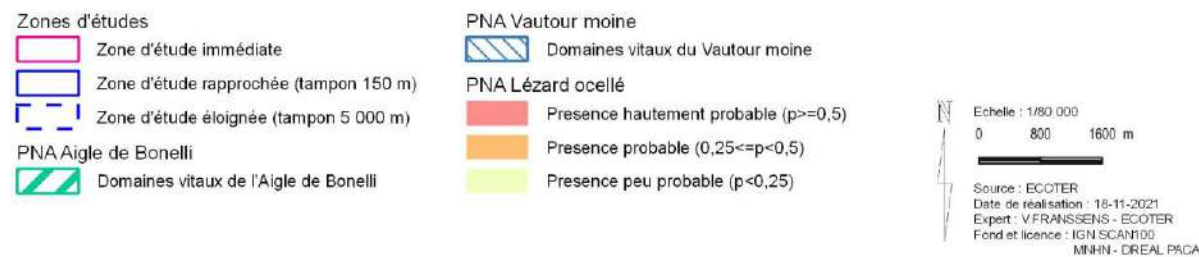 Zones d'études
Zone d'étude immédiate
Zone d'étude rapprochée (tampon 150 m)
Zone d'étude éloignée (tampon 5 000 m)
PNA Aigle de Bonelli
Domaines vitaux de l'Aigle de Bonelli
PNA Vautour moine
Domaines vitaux du Vautour moine
PNA Lézard ocellé
Presence hautement probable (p>=0,5)
Presence probable (0,25<=p<0,5)
Presence peu probable (p<0,25)
N
Echelle : 1/80 000
0 800 1600 m
Source : ECOTER
Date de réalisation : 18-11-2021
Expert : V.FRANSSENS - ECOTER
Fond et licence : IGN SCAN100
MNHN - DREAL PACA